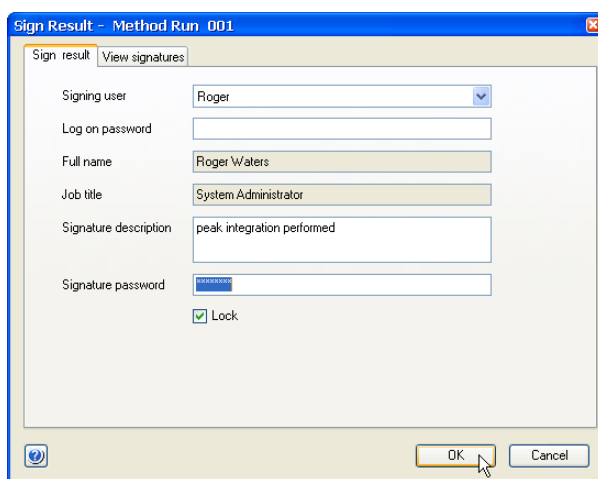 Sign Result - Method Run 001
Sign result View signatures
Signing user Roger
Log on password
Full name Roger Waters
Job title System Administrator
Signature description peak integration performed
Signature password ********
Lock
OK Cancel